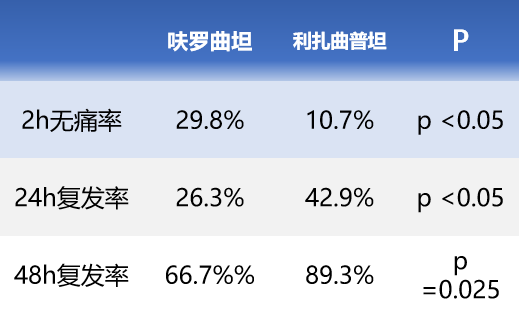 呋罗曲坦 利扎曲普坦 P
2h无痛率 29.8% 10.7% p <0.05
24h复发率 26.3% 42.9% p <0.05
48h复发率 66.7%% 89.3% p
=0.025